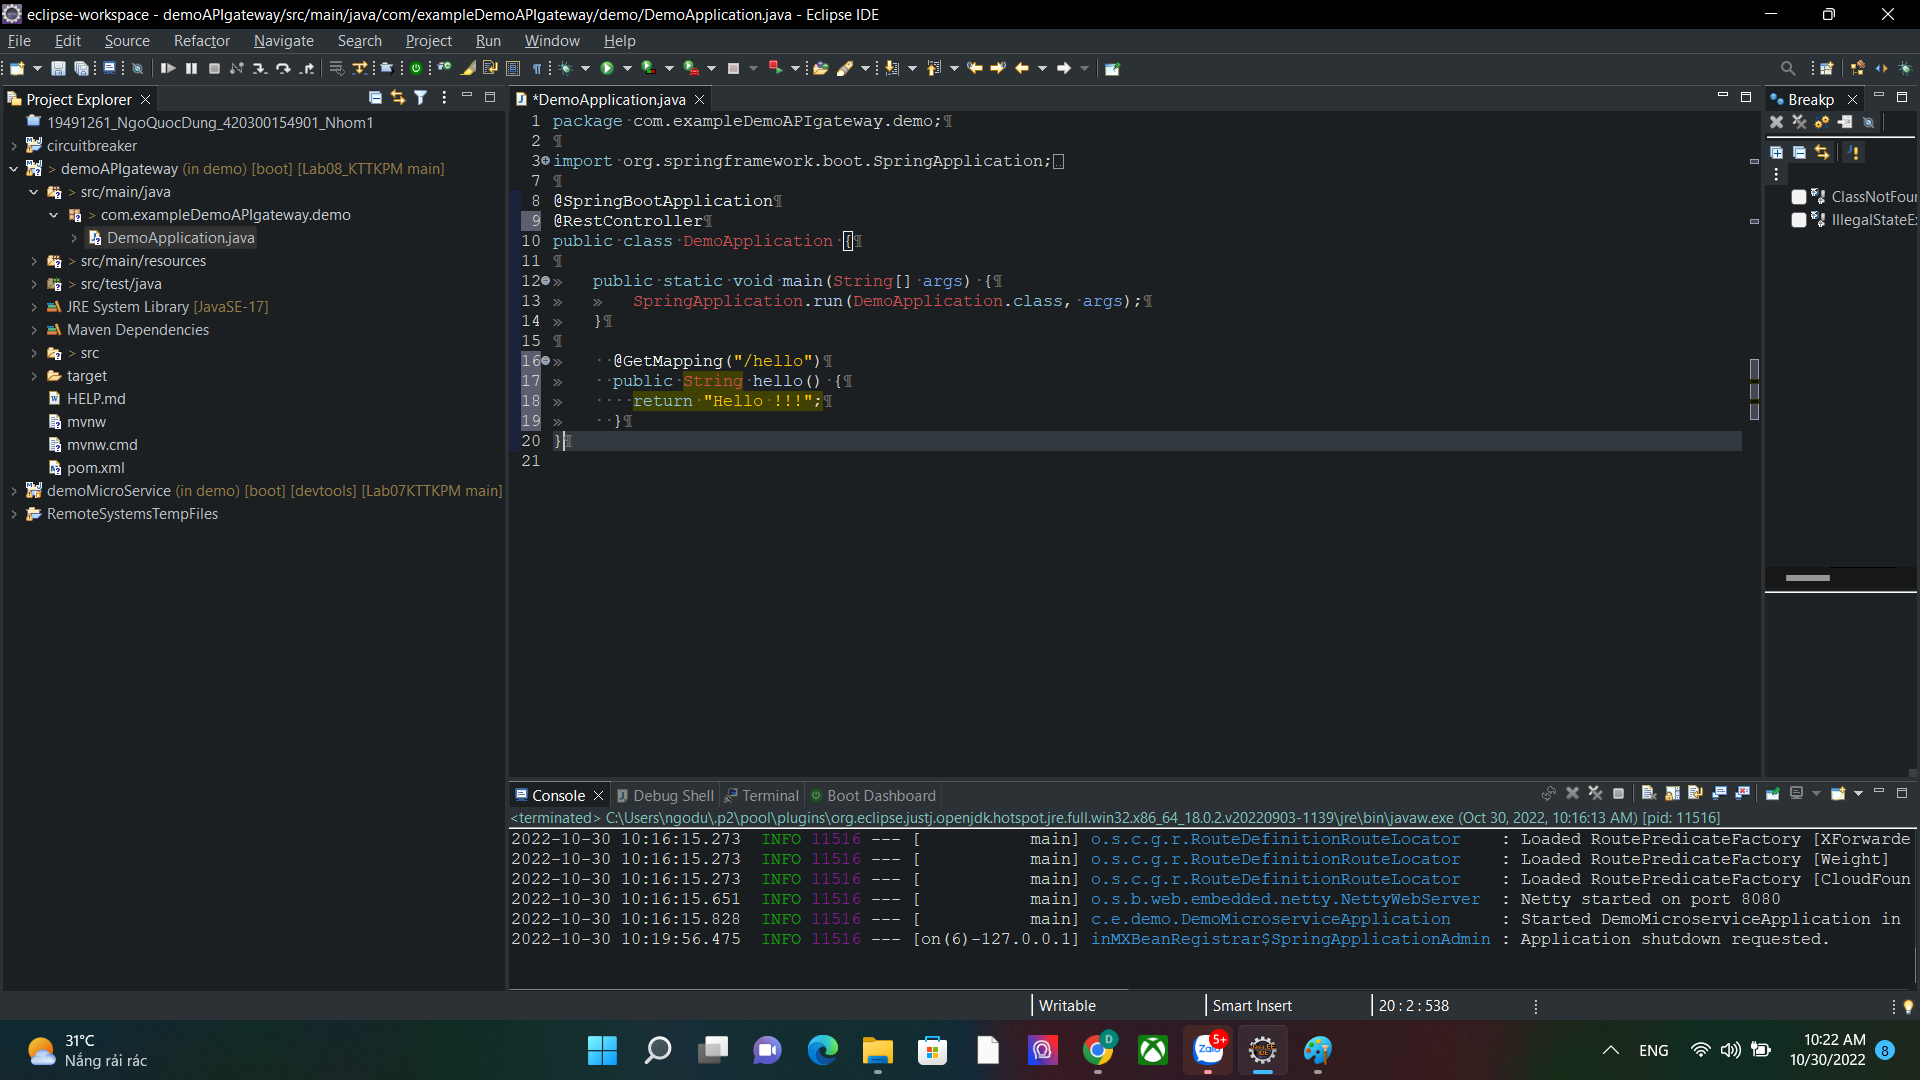 eclipse-workspace - demoAPIgateway/src/main/java/com/exampleDemoAPIgateway/demo/DemoApplication.java - Eclipse IDE
File Edit Source Refactor Navigate Search Project Run Window Help
Project Explorer
19491261_NgoQuocDung_420300154901_Nhom1
circuitbreaker
> demoAPIgateway (in demo) [boot] [Lab08_KTTKPM main]
> src/main/java
> com.exampleDemoAPIgateway.demo
DemoApplication.java
src/main/resources
src/test/java
JRE System Library [JavaSE-17]
Maven Dependencies
> src
target
HELP.md
mvnw
mvnw.cmd
pom.xml
demoMicroService (in demo) [boot] [devtools] [Lab07KTTKPM main]
RemoteSystemsTempFiles
*DemoApplication.java
1 package com.exampleDemoAPIgateway.demo;¶
2 ¶
3 import org.springframework.boot.SpringApplication;
7 ¶
8 @SpringBootApplication¶
9 @RestController¶
10 public class DemoApplication {¶
11 ¶
12 » public static void main(String[] args) {¶
13 » » SpringApplication.run(DemoApplication.class, args);¶
14 » }¶
15 ¶
16 » @GetMapping("/hello")¶
17 » public String hello() {¶
18 » return "Hello !!!";¶
19 » }¶
20 }¶
21
Breakp
ClassNotFou
IllegalStateE
Console Debug Shell Terminal Boot Dashboard
<terminated> C:\Users\ngodu\.p2\pool\plugins\org.eclipse.justj.openjdk.hotspot.jre.full.win32.x86_64_18.0.2.v20220903-1139\jre\bin\javaw.exe (Oct 30, 2022, 10:16:13 AM) [pid: 11516]
2022-10-30 10:16:15.273 INFO 11516 --- [ main] o.s.c.g.r.RouteDefinitionRouteLocator : Loaded RoutePredicateFactory [XForwarde
2022-10-30 10:16:15.273 INFO 11516 --- [ main] o.s.c.g.r.RouteDefinitionRouteLocator : Loaded RoutePredicateFactory [Weight]
2022-10-30 10:16:15.273 INFO 11516 --- [ main] o.s.c.g.r.RouteDefinitionRouteLocator : Loaded RoutePredicateFactory [CloudFoun
2022-10-30 10:16:15.651 INFO 11516 --- [ main] o.s.b.web.embedded.netty.NettyWebServer : Netty started on port 8080
2022-10-30 10:16:15.828 INFO 11516 --- [ main] c.e.demo.DemoMicroserviceApplication : Started DemoMicroserviceApplication in
2022-10-30 10:19:56.475 INFO 11516 --- [on(6)-127.0.0.1] inMXBeanRegistrar$SpringApplicationAdmin : Application shutdown requested.
Writable
Smart Insert
20 : 2 : 538
31°C
Nắng rải rác
D
Zalo
5+
ENG
10:22 AM
10/30/2022
8